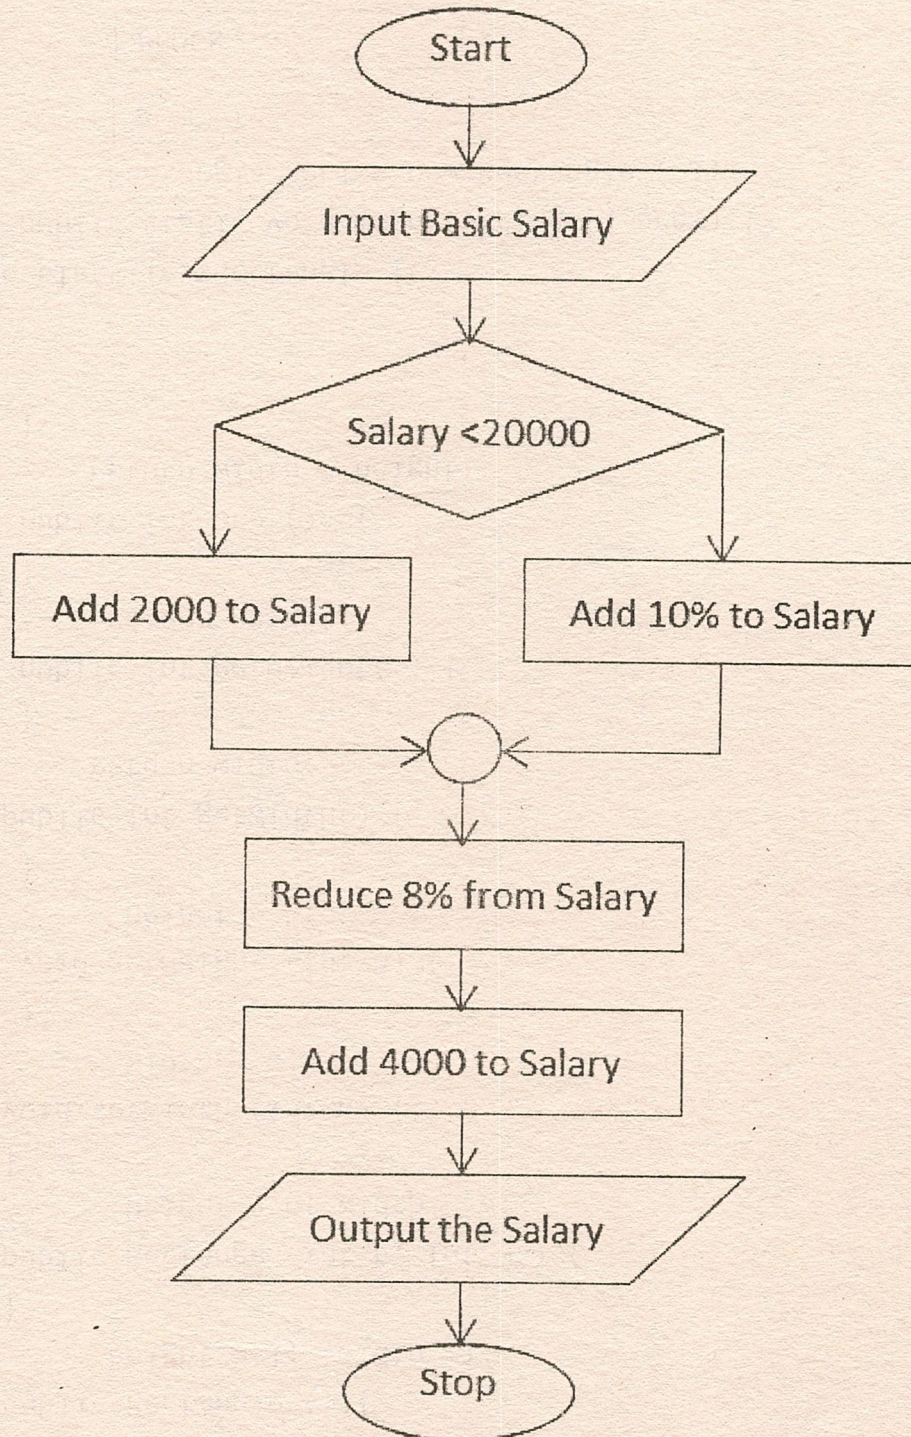 Start
Input Basic Salary
Salary <20000
Add 2000 to Salary
Add 10% to Salary
Reduce 8% from Salary
Add 4000 to Salary
Output the Salary
Stop